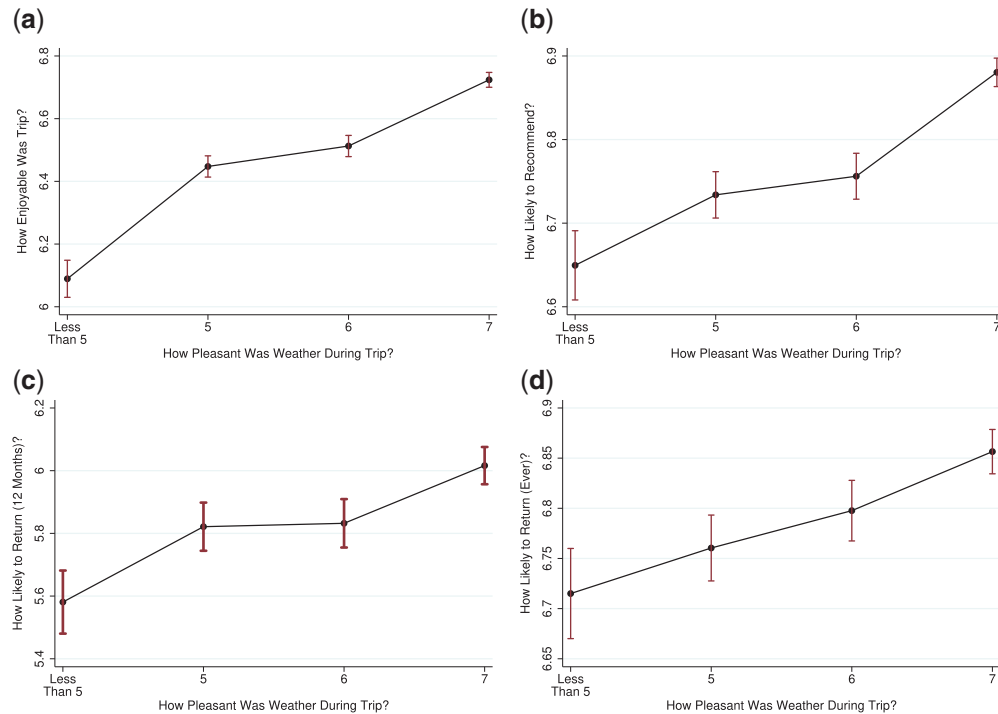 (a)
How Enjoyable Was Trip?
6.8
6.6
6.4
6.2
6
Less
Than 5
5
6
7
How Pleasant Was Weather During Trip?
(b)
How Likely to Recommend?
6.9
6.8
6.7
6.6
Less
Than 5
5
6
7
How Pleasant Was Weather During Trip?
(c)
How Likely to Return (12 Months)?
6.2
6
5.8
5.6
5.4
Less
Than 5
5
6
7
How Pleasant Was Weather During Trip?
(d)
How Likely to Return (Ever)?
6.9
6.85
6.8
6.75
6.7
6.65
Less
Than 5
5
6
7
How Pleasant Was Weather During Trip?